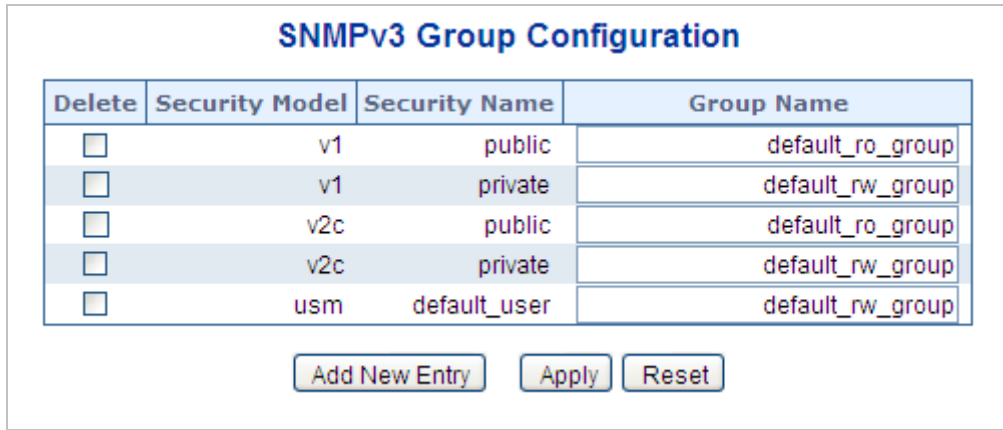 SNMPv3 Group Configuration
Delete Security Model Security Name Group Name
v1 public default_ro_group
v1 private default_rw_group
v2c public default_ro_group
v2c private default_rw_group
usm default_user default_rw_group
Add New Entry Apply Reset